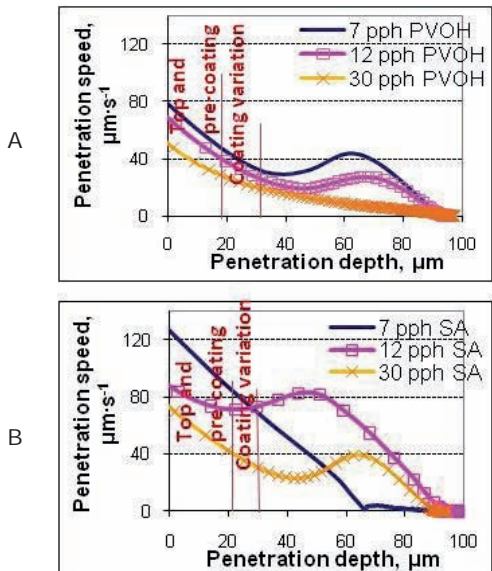 A
Penetration speed,
µm·s⁻¹
120
80
40
0
Top and
pre-coating
Coating variation
7 pph PVOH
12 pph PVOH
30 pph PVOH
0 20 40 60 80 100
Penetration depth, µm
B
Penetration speed,
µm·s⁻¹
120
80
40
0
Top and
pre-coating
Coating variation
7 pph SA
12 pph SA
30 pph SA
0 20 40 60 80 100
Penetration depth, µm